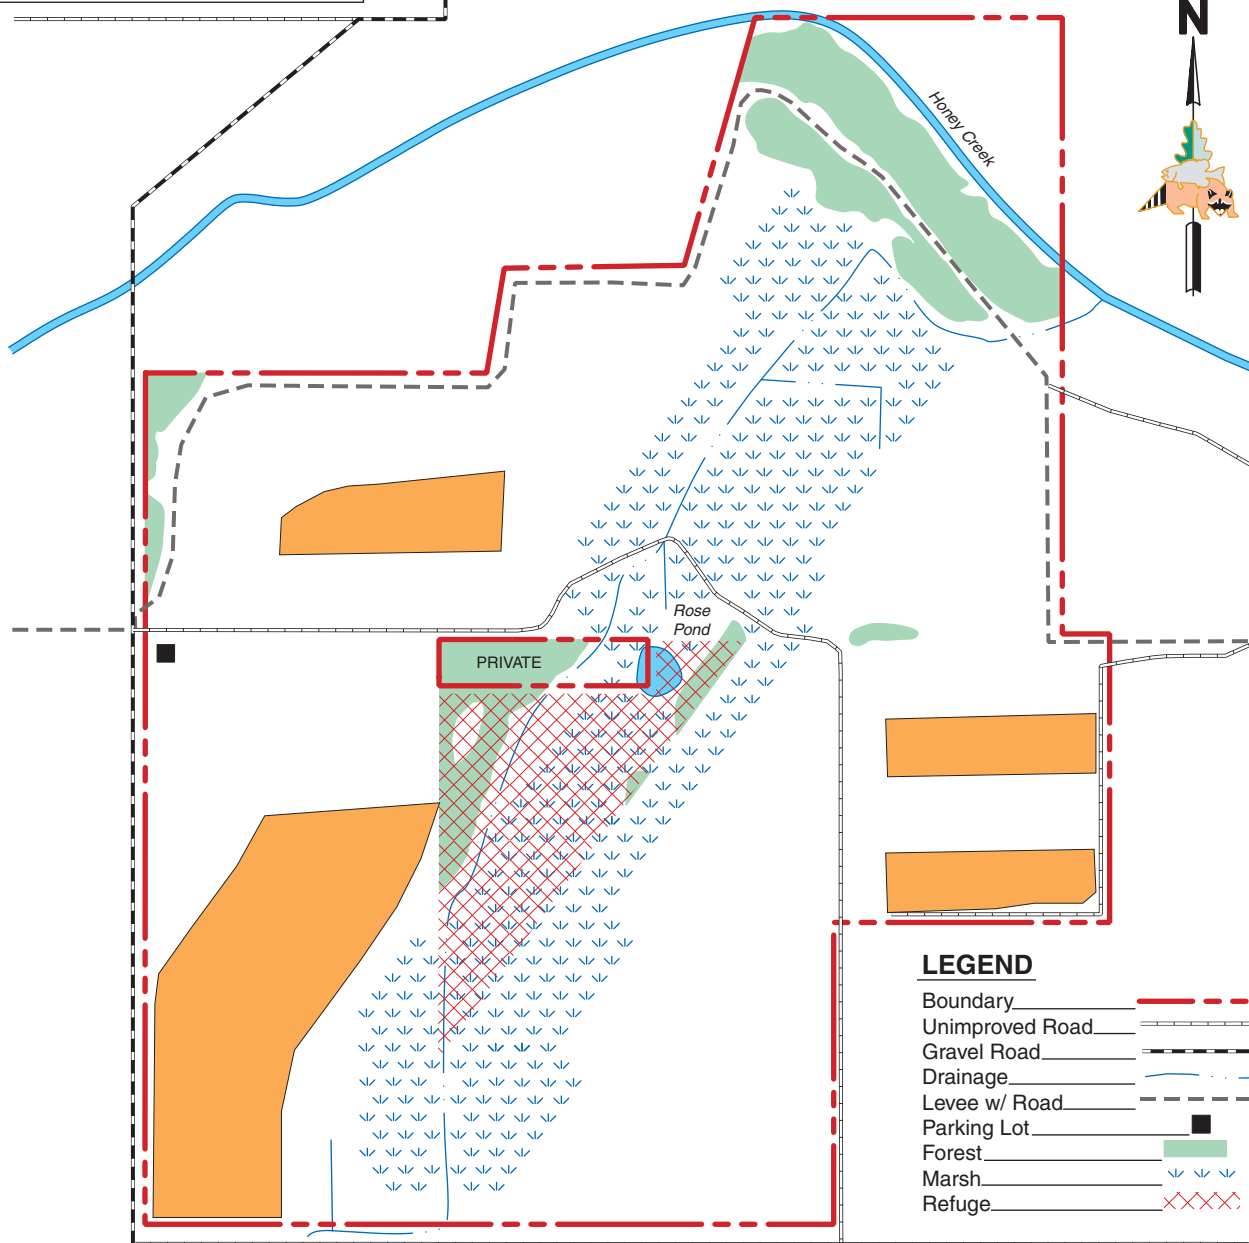 N
Honey Creek
Rose
Pond
PRIVATE
LEGEND
Boundary
Unimproved Road
Gravel Road
Drainage
Levee w/ Road
Parking Lot
Forest
Marsh
Refuge